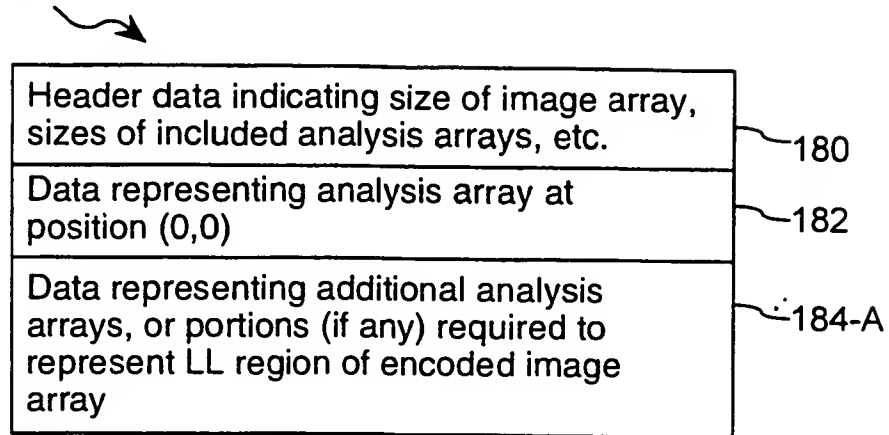 Header data indicating size of image array,
sizes of included analysis arrays, etc.
180
Data representing analysis array at
position (0,0)
182
Data representing additional analysis
arrays, or portions (if any) required to
represent LL region of encoded image
array
184-A